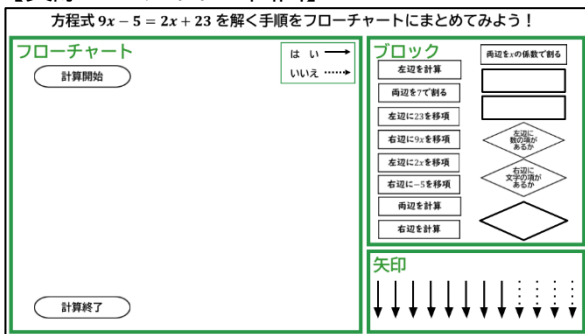 方程式 9x − 5 = 2x + 23 を解く手順をフローチャートにまとめてみよう！
フローチャート
は い
いいえ
計算開始
計算終了
ブロック
左辺を計算
両辺を7で割る
左辺に23を移項
右辺に9xを移項
左辺に2xを移項
右辺に−5を移項
両辺を計算
右辺を計算
両辺をxの係数で割る
左辺に
数の項が
あるか
右辺に
文字の項が
あるか
矢印